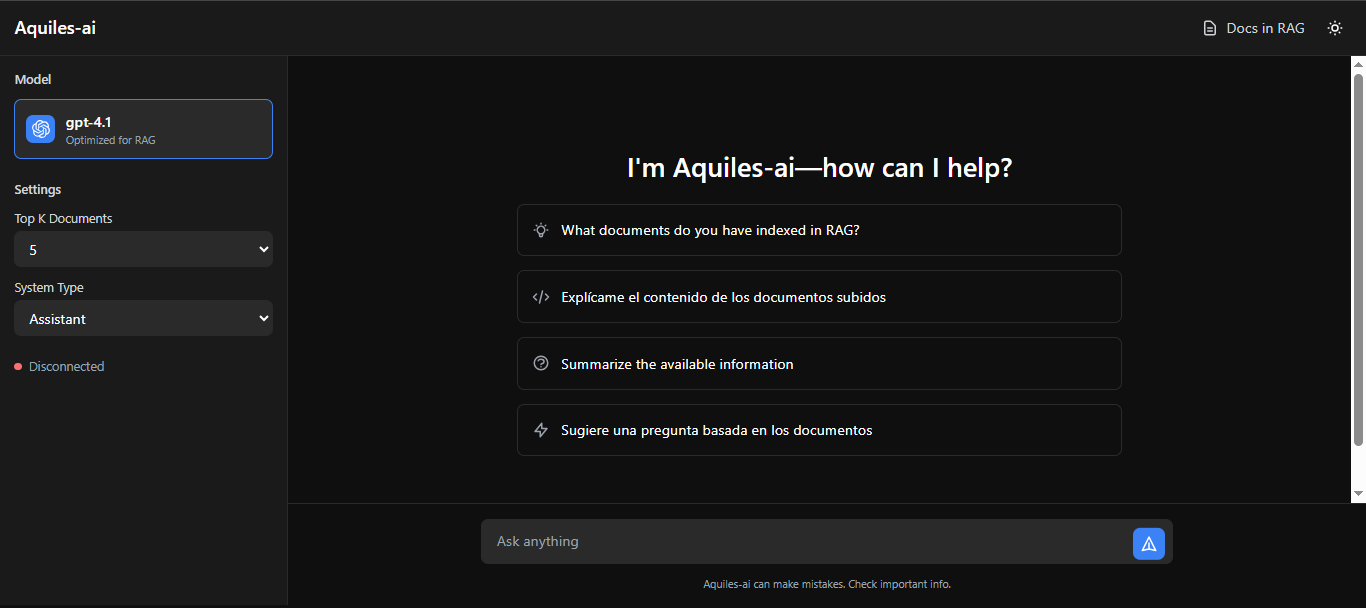 Aquiles-ai
Docs in RAG
Model
gpt-4.1
Optimized for RAG
Settings
Top K Documents
5
System Type
Assistant
Disconnected
I'm Aquiles-ai—how can I help?
What documents do you have indexed in RAG?
Explícame el contenido de los documentos subidos
Summarize the available information
Sugiere una pregunta basada en los documentos
Ask anything
Aquiles-ai can make mistakes. Check important info.